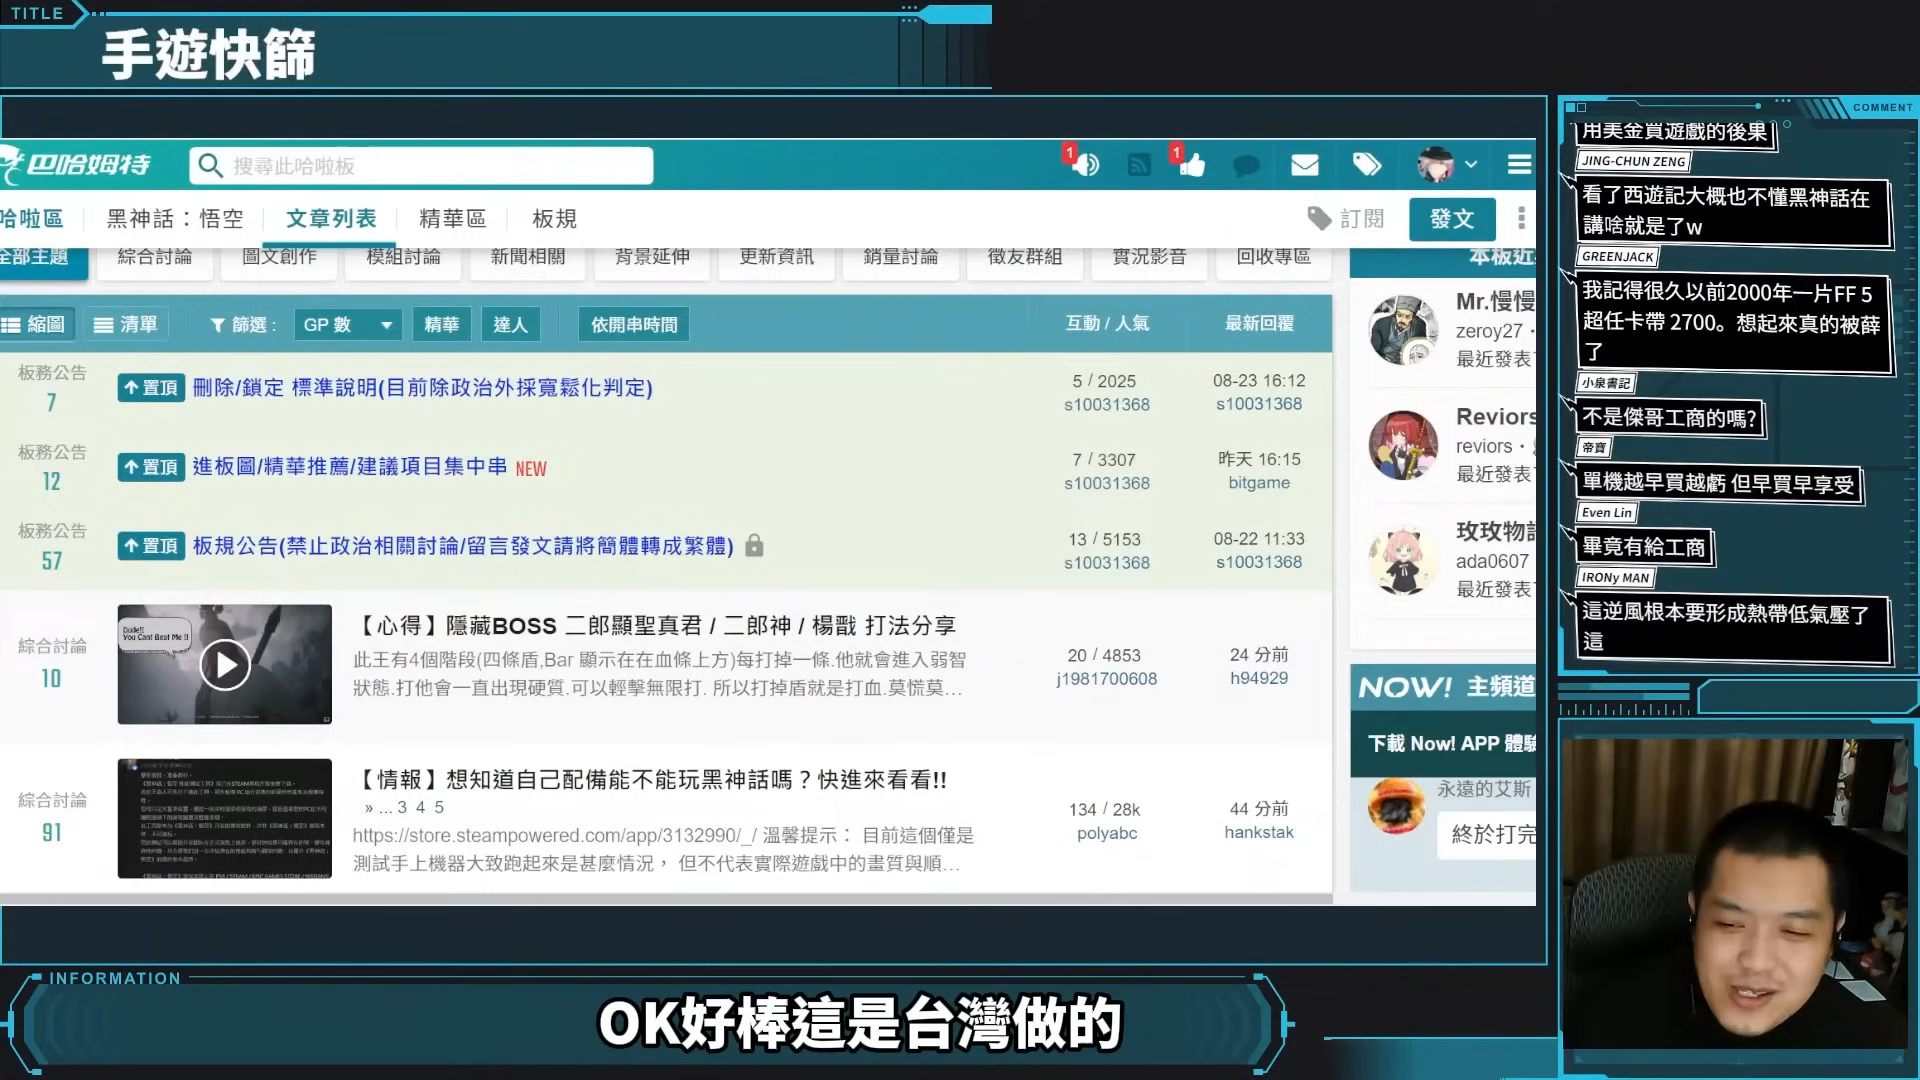 TITLE
手遊快篩
巴哈姆特
搜尋此哈啦板
1
1
哈啦區
黑神話：悟空
文章列表
精華區
板規
訂閱
發文
全部主題
綜合討論
圖文創作
模組討論
新聞相關
背景延伸
更新資訊
銷量討論
徵友群組
實況影音
回收專區
縮圖
清單
篩選：
GP 數
精華
達人
依開串時間
互動 / 人氣
最新回覆
板務公告
7
置頂
刪除/鎖定 標準說明(目前除政治外採寬鬆化判定)
5 / 2025
s10031368
08-23 16:12
s10031368
板務公告
12
置頂
進板圖/精華推薦/建議項目集中串 NEW
7 / 3307
s10031368
昨天 16:15
bitgame
板務公告
57
置頂
板規公告(禁止政治相關討論/留言發文請將簡體轉成繁體)
13 / 5153
s10031368
08-22 11:33
s10031368
綜合討論
10
Dude!!
You Cant Beat Me !!
【心得】隱藏BOSS 二郎顯聖真君 / 二郎神 / 楊戬 打法分享
此王有4個階段(四條盾,Bar 顯示在在血條上方)每打掉一條.他就會進入弱智
狀態.打他會一直出現硬質.可以輕擊無限打. 所以打掉盾就是打血.莫慌莫…
20 / 4853
j1981700608
24 分前
h94929
綜合討論
91
【情報】想知道自己配備能不能玩黑神話嗎？快進來看看!!
» ... 3 4 5
https://store.steampowered.com/app/3132990/_/ 溫馨提示： 目前這個僅是
測試手上機器大致跑起來是甚麼情況， 但不代表實際遊戲中的畫質與順…
134 / 28k
polyabc
44 分前
hankstak
本板近
Mr.慢慢
zeroy27・
最近發表
Reviors
reviors・
最近發表
玫玫物語
ada0607
最近發表
NOW! 主頻道
下載 Now! APP 體驗
永遠的艾斯
終於打完
COMMENT
用美金買遊戲的後果
JING-CHUN ZENG
看了西遊記大概也不懂黑神話在
講啥就是了w
GREENJACK
我記得很久以前2000年一片FF 5
超任卡帶 2700。想起來真的被薛
了
小泉書記
不是傑哥工商的嗎?
帝寶
單機越早買越虧 但早買早享受
Even Lin
畢竟有給工商
IRONy MAN
這逆風根本要形成熱帶低氣壓了
這
INFORMATION
OK好棒這是台灣做的